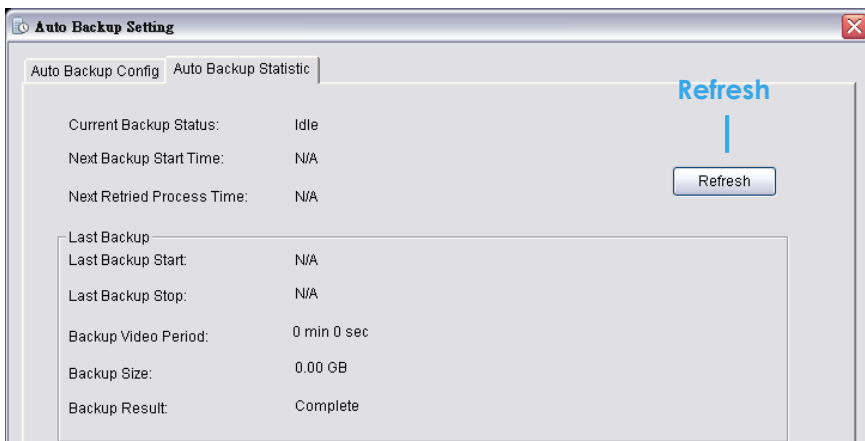 Auto Backup Setting
Auto Backup Config Auto Backup Statistic
Refresh
Current Backup Status: Idle
Next Backup Start Time: N/A
Refresh
Next Retried Process Time: N/A
Last Backup
Last Backup Start: N/A
Last Backup Stop: N/A
Backup Video Period: 0 min 0 sec
Backup Size: 0.00 GB
Backup Result: Complete